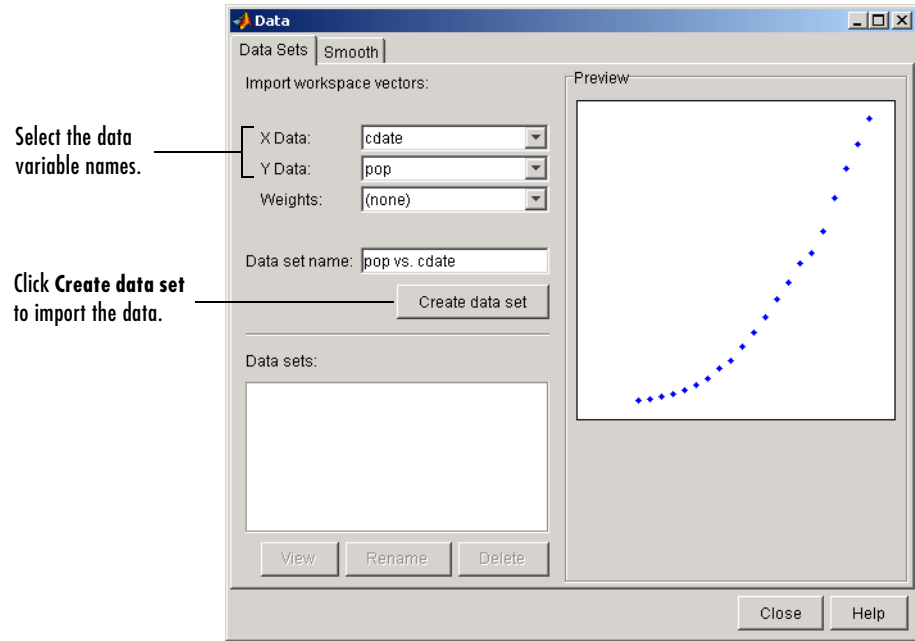 Data
Data Sets
Smooth
Import workspace vectors:
Preview
Select the data
variable names.
X Data:
cdate
Y Data:
pop
Weights:
(none)
Data set name:
pop vs. cdate
Click Create data set
to import the data.
Create data set
Data sets:
View
Rename
Delete
Close
Help